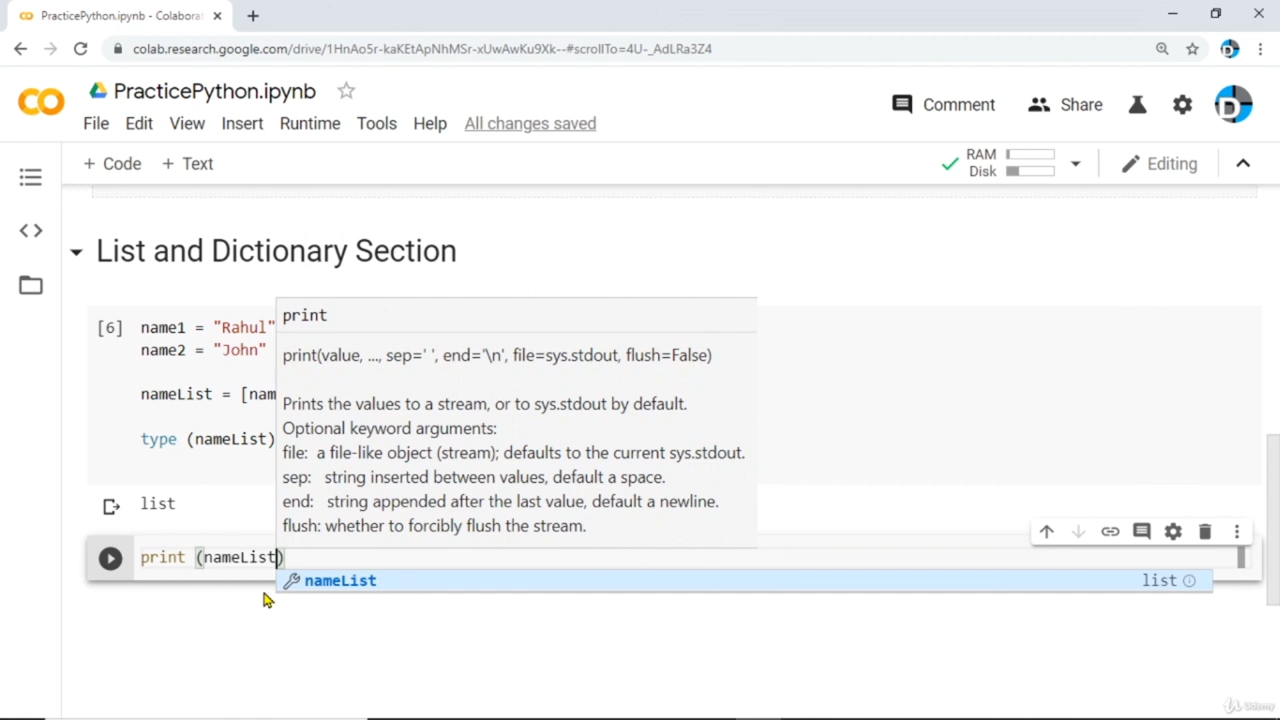 PracticePython.ipynb - Colaborat
colab.research.google.com/drive/1HnAo5r-kaKEtApNhMSr-xUwAwKu9Xk--#scrollTo=4U-_AdLRa3Z4
CO PracticePython.ipynb
Comment Share
File Edit View Insert Runtime Tools Help All changes saved
+ Code + Text
RAM
Disk
Editing
List and Dictionary Section
[6] name1 = "Rahul"
name2 = "John"
nameList = [nam
type (nameList)
print
print(value, ..., sep=' ', end='\n', file=sys.stdout, flush=False)
Prints the values to a stream, or to sys.stdout by default.
Optional keyword arguments:
file: a file-like object (stream); defaults to the current sys.stdout.
sep: string inserted between values, default a space.
end: string appended after the last value, default a newline.
flush: whether to forcibly flush the stream.
list
print (nameList)
nameList list
Udemy